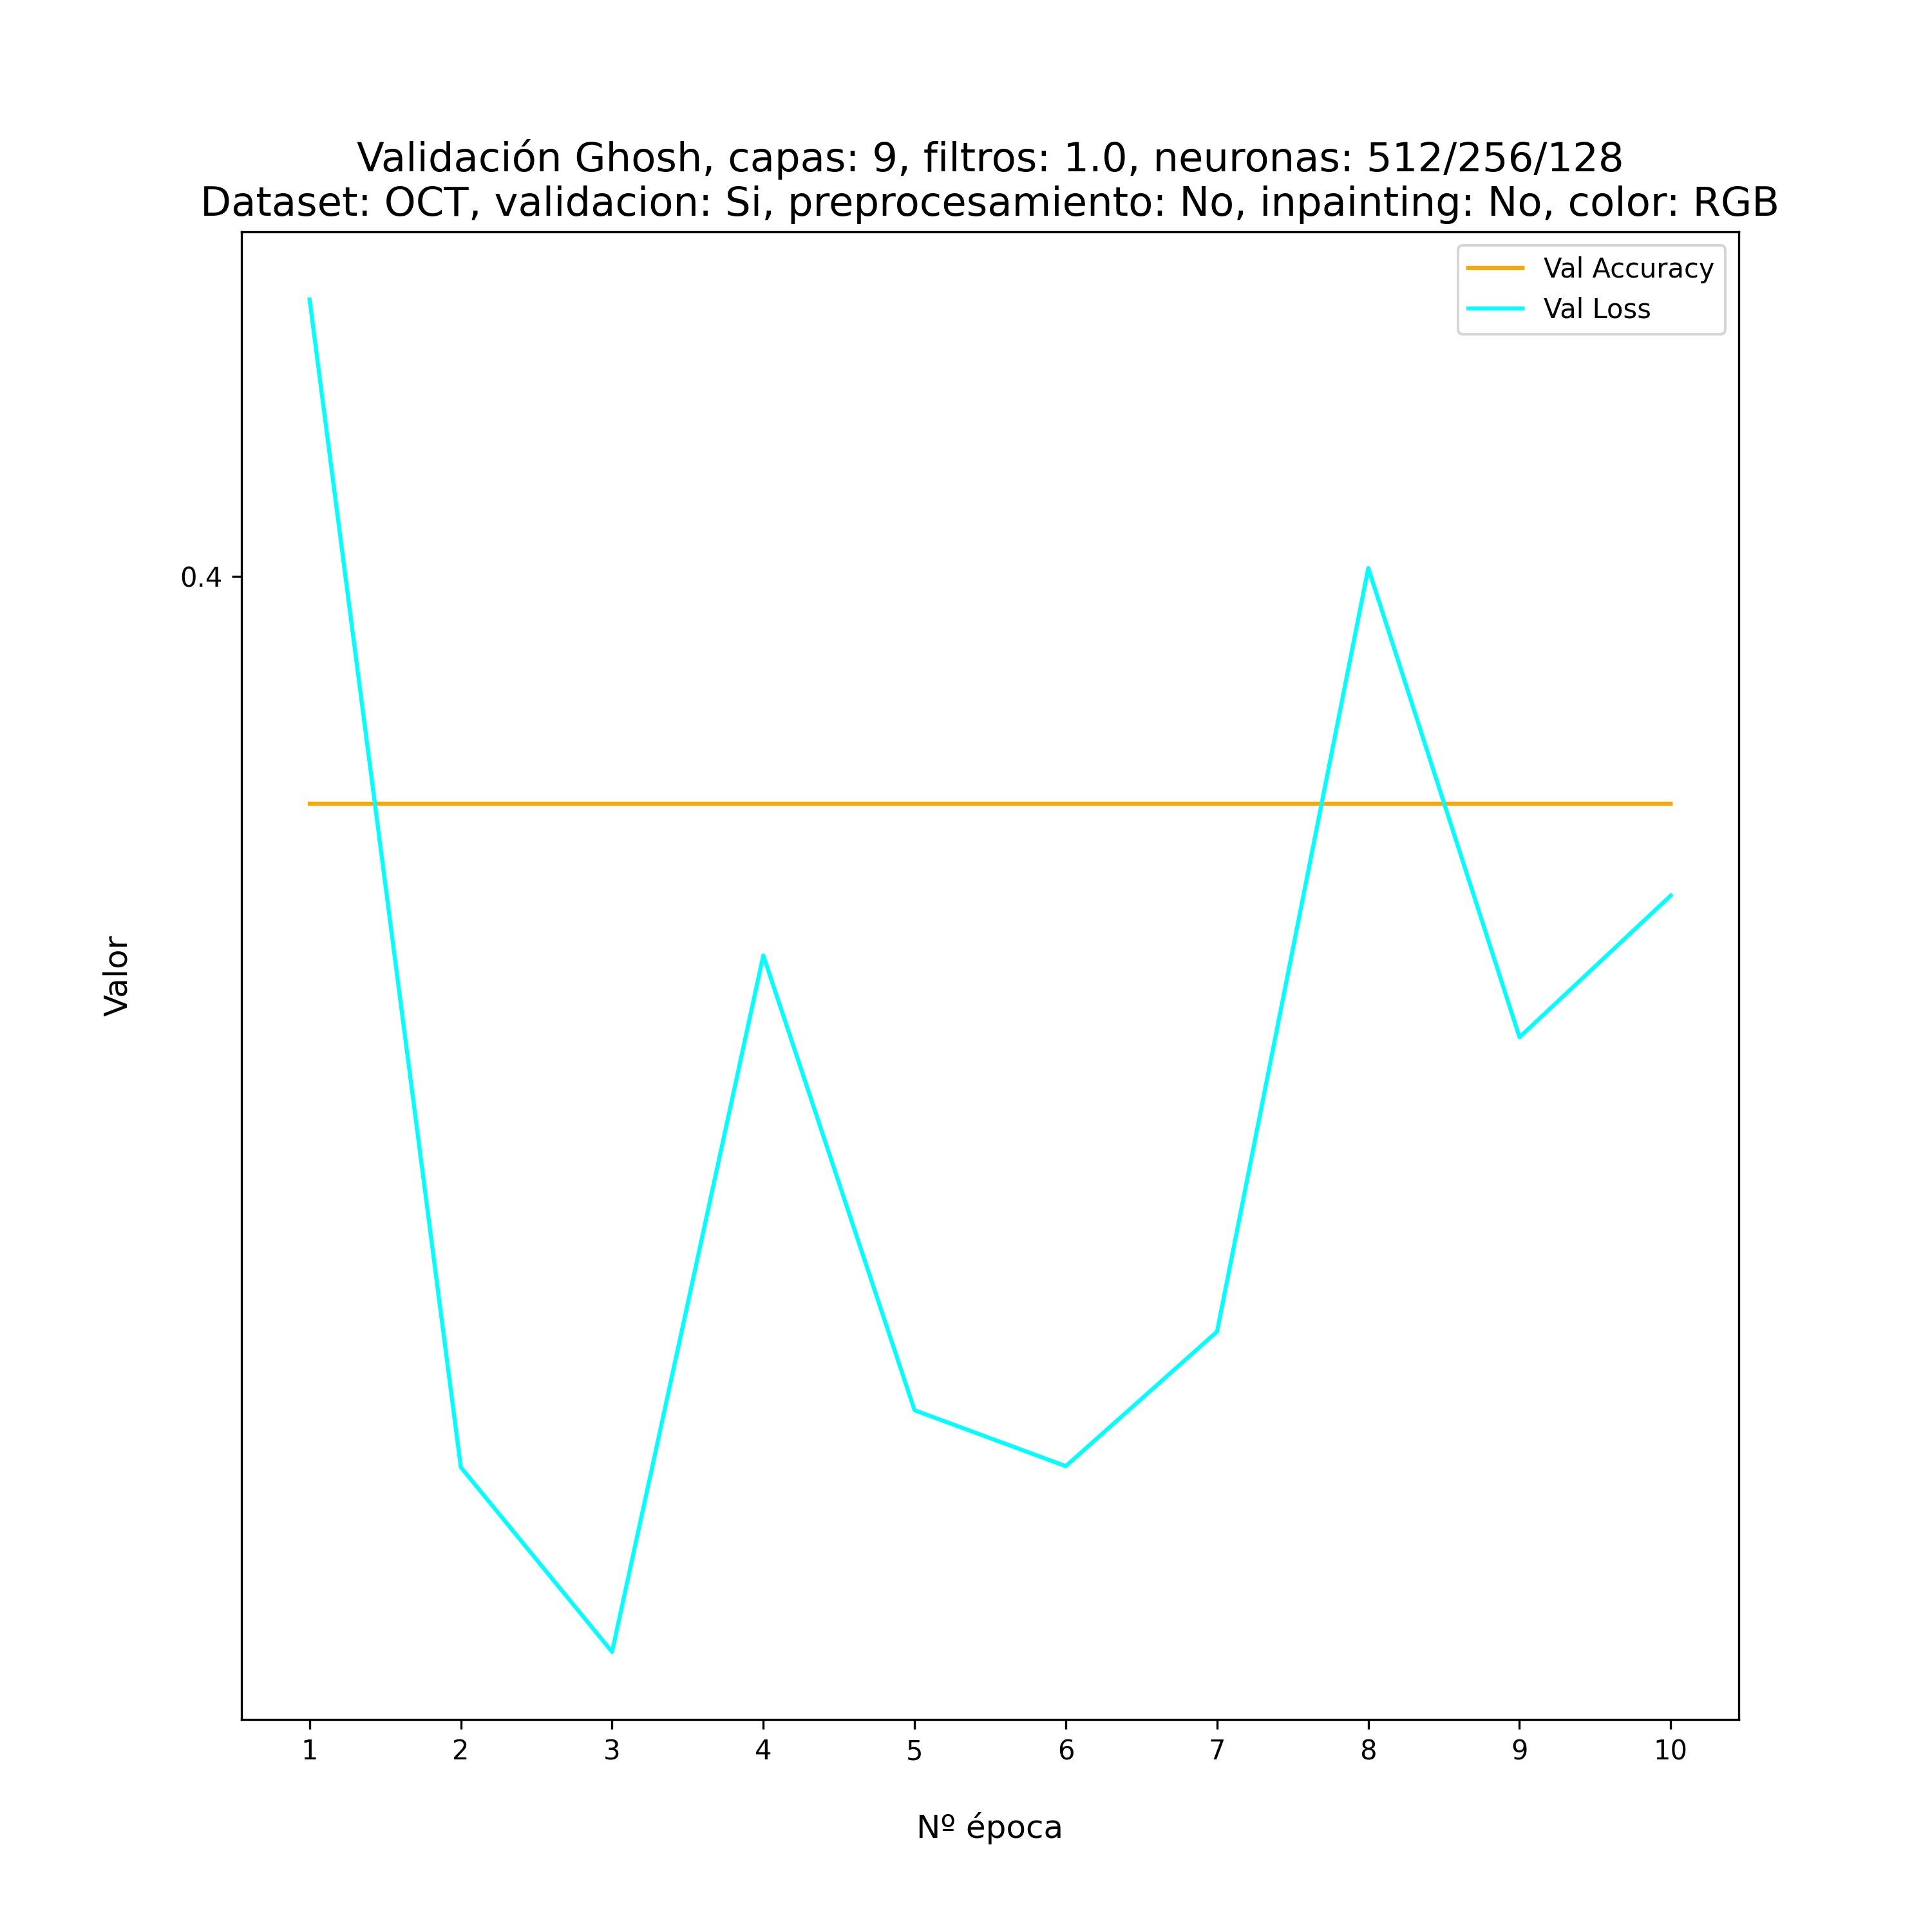 Validación Ghosh, capas: 9, filtros: 1.0, neuronas: 512/256/128
Dataset: OCT, validacion: Si, preprocesamiento: No, inpainting: No, color: RGB
Val Accuracy
Val Loss
0.4
Valor
1 2 3 4 5 6 7 8 9 10
Nº época